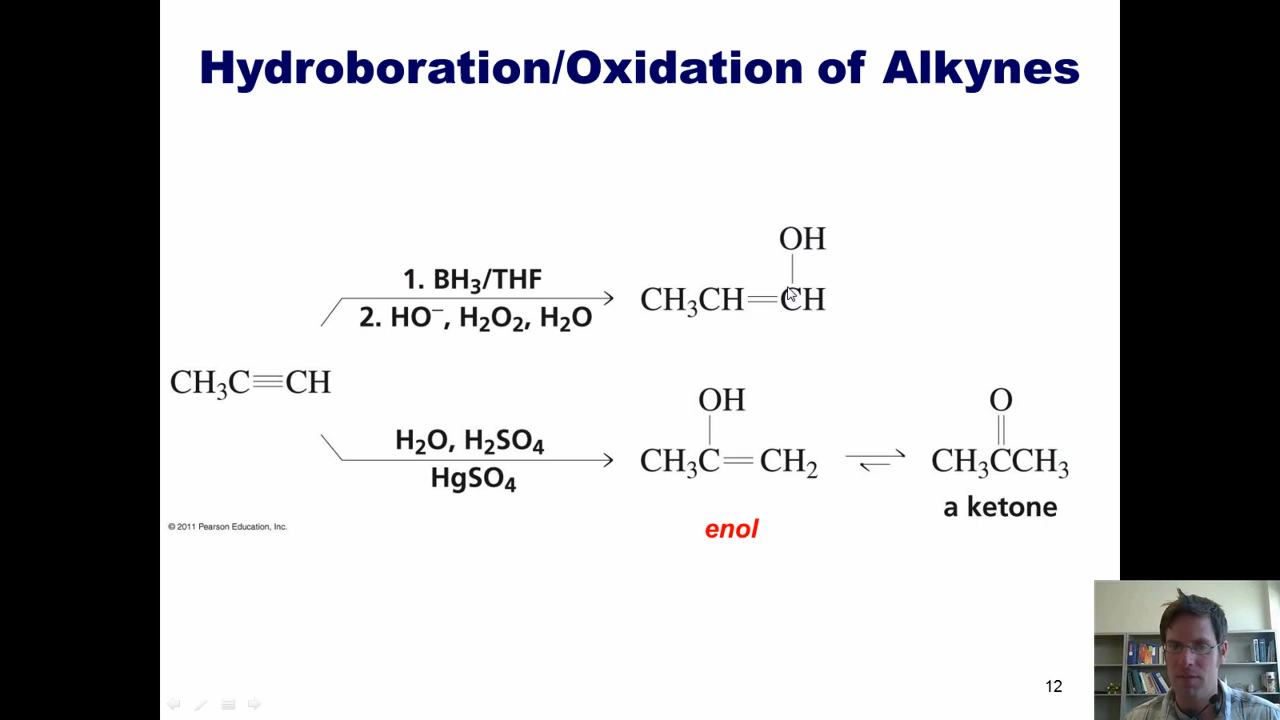 Hydroboration/Oxidation of Alkynes
OH
1. BH₃/THF
CH₃CH=CH
2. HO⁻, H₂O₂, H₂O
CH₃C≡CH
OH
O
H₂O, H₂SO₄
CH₃C=CH₂ ⇌ CH₃CCH₃
HgSO₄
a ketone
© 2011 Pearson Education, Inc.
enol
12